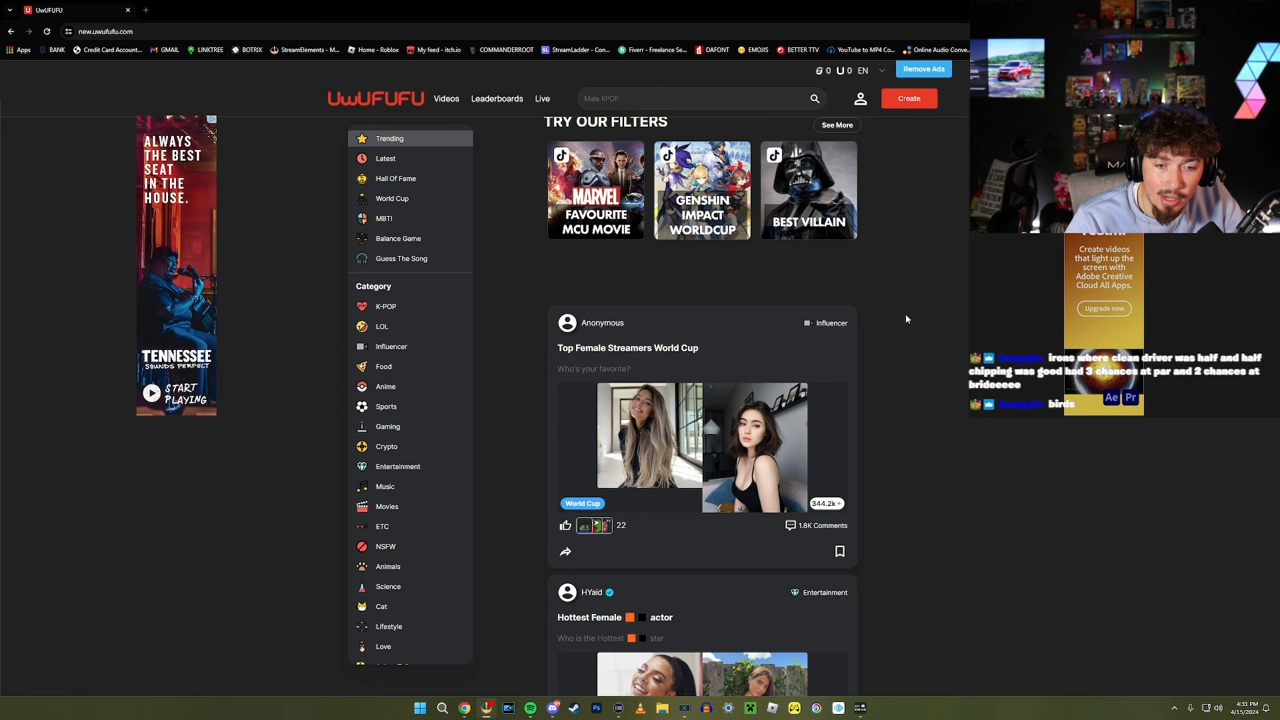 UwUFUFU
new.uwufufu.com
Apps BANK Credit Card Account... GMAIL LINKTREE BOTRIX StreamElements - M... Home - Roblox My feed - itch.io COMMANDERROOT StreamLadder - Con... Fiverr - Freelance Se... DAFONT EMOJIS BETTER TTV YouTube to MP4 Co... Online Audio Conve...
0 0 EN Remove Ads
UwUFUFU Videos Leaderboards Live Male KPOP Create
ALWAYS
THE BEST
SEAT
IN THE
HOUSE.
TENNESSEE
SOUNDS PERFECT
START
PLAYING
Trending
Latest
Hall Of Fame
World Cup
MBTI
Balance Game
Guess The Song
Category
K-POP
LOL
Influencer
Food
Anime
Sports
Gaming
Crypto
Entertainment
Music
Movies
ETC
NSFW
Animals
Science
Cat
Lifestyle
Love
TRY OUR FILTERS See More
MARVEL
FAVOURITE
MCU MOVIE
GENSHIN
IMPACT
WORLDCUP
BEST VILLAIN
Anonymous Influencer
Top Female Streamers World Cup
Who's your favorite?
World Cup 344.2k+
22 1.8K Comments
HYaid Entertainment
Hottest Female actor
Who is the Hottest star
Create videos
that light up the
screen with
Adobe Creative
Cloud All Apps.
Upgrade now
irons where clean driver was half and half
chipping was good had 3 chances at par and 2 chances at
brideeeee
birds
Ae Pr
4:31 PM